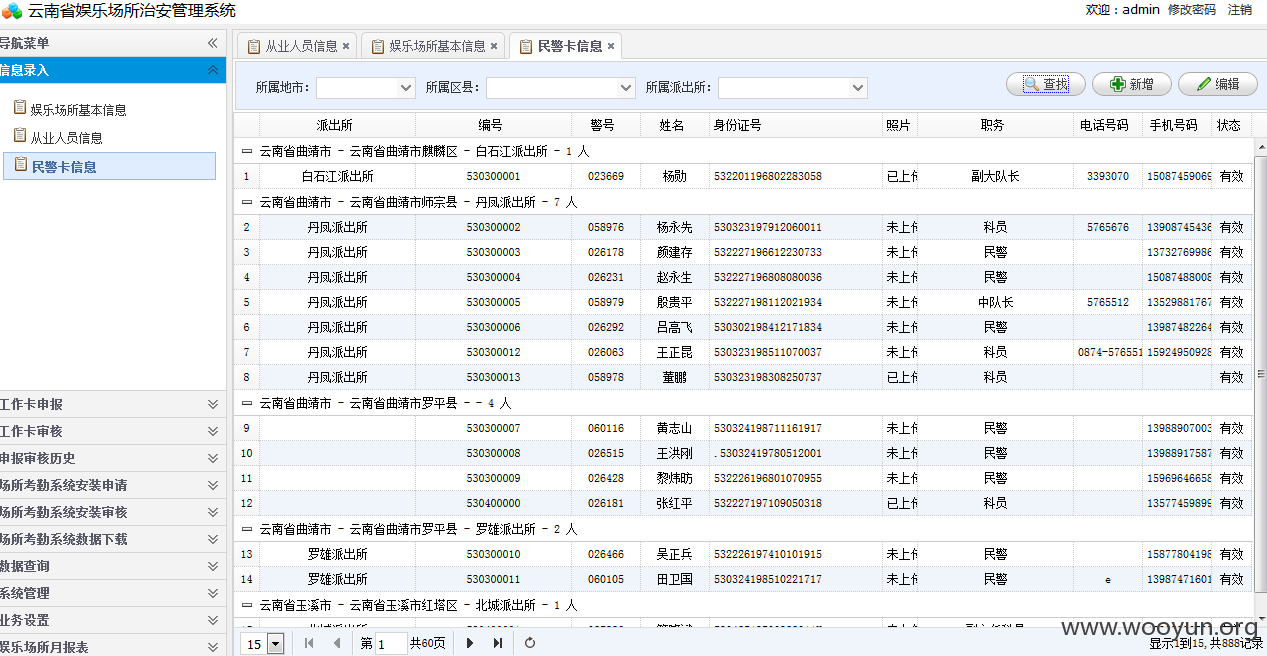 云南省娱乐场所治安管理系统
欢迎：admin 修改密码 注销
导航菜单
信息录入
娱乐场所基本信息
从业人员信息
民警卡信息
工作卡申报
工作卡审核
申报审核历史
场所考勤系统安装申请
场所考勤系统安装审核
场所考勤系统数据下载
数据查询
系统管理
业务设置
娱乐场所月报表
从业人员信息 娱乐场所基本信息 民警卡信息
所属地市: 所属区县: 所属派出所: 查找 新增 编辑
派出所 编号 警号 姓名 身份证号 照片 职务 电话号码 手机号码 状态
云南省曲靖市 - 云南省曲靖市麒麟区 - 白石江派出所 - 1 人
1 白石江派出所 530300001 023669 杨勋 532201196802283058 已上传 副大队长 3393070 15087459069 有效
云南省曲靖市 - 云南省曲靖市师宗县 - 丹凤派出所 - 7 人
2 丹凤派出所 530300002 058976 杨永先 530323197912060011 未上传 科员 5765676 13908745436 有效
3 丹凤派出所 530300003 026178 颜建存 532227196612230733 未上传 民警 13732769986 有效
4 丹凤派出所 530300004 026231 赵永生 532227196808080036 未上传 民警 15087488008 有效
5 丹凤派出所 530300005 058979 殷贵平 532227198112021934 未上传 中队长 5765512 13529881767 有效
6 丹凤派出所 530300006 026292 吕高飞 530302198412171834 未上传 民警 13987482264 有效
7 丹凤派出所 530300012 026063 王正昆 530323198511070037 未上传 科员 0874-576551 15924950928 有效
8 丹凤派出所 530300013 058978 董鹏 530323198308250737 已上传 科员 有效
云南省曲靖市 - 云南省曲靖市罗平县 - - 4 人
9 530300007 060116 黄志山 530324198711161917 未上传 民警 13988907003 有效
10 530300008 026515 王洪刚 .53032419780512001 未上传 民警 13988917587 有效
11 530300009 026428 黎炜昉 532226196801070955 未上传 民警 15969646658 有效
12 530400000 026181 张红平 532227197109050318 已上传 科员 13577459899 有效
云南省曲靖市 - 云南省曲靖市罗平县 - 罗雄派出所 - 2 人
13 罗雄派出所 530300010 026466 吴正兵 532226197410101915 未上传 民警 15877804198 有效
14 罗雄派出所 530300011 060105 田卫国 530324198510221717 未上传 民警 e 13987471601 有效
云南省玉溪市 - 云南省玉溪市红塔区 - 北城派出所 - 1 人
15 第 1 共60页
显示1到15,共888记录
www.wooyun.org